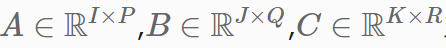 A ∈ ℝ^{I×P},B ∈ ℝ^{J×Q},C ∈ ℝ^{K×R}